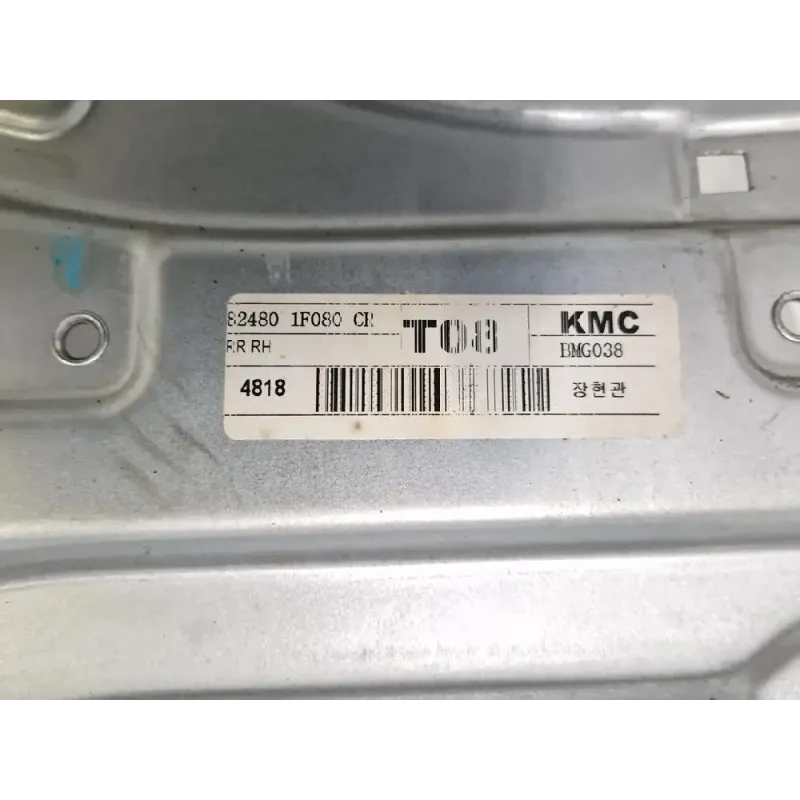 82480 1F080 CR
RR RH
T08
KMC
BMG038
4818
장현관